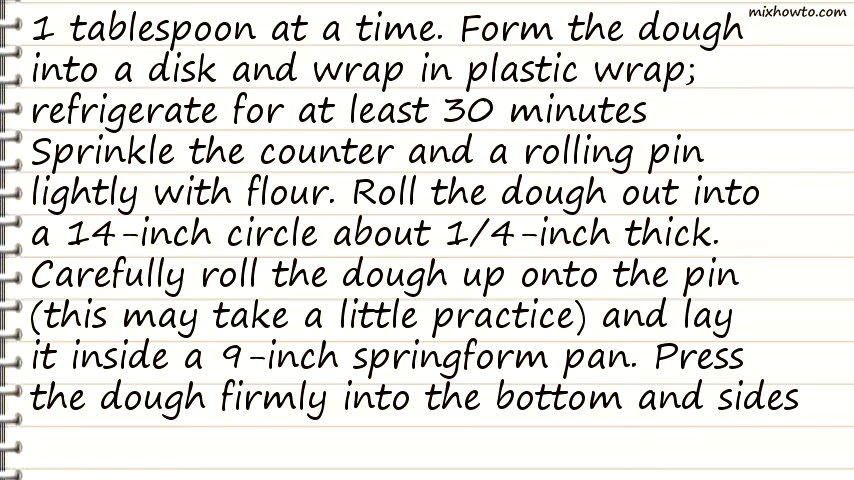 mixhowto.com
1 tablespoon at a time. Form the dough
into a disk and wrap in plastic wrap;
refrigerate for at least 30 minutes
Sprinkle the counter and a rolling pin
lightly with flour. Roll the dough out into
a 14-inch circle about 1/4-inch thick.
Carefully roll the dough up onto the pin
(this may take a little practice) and lay
it inside a 9-inch springform pan. Press
the dough firmly into the bottom and sides